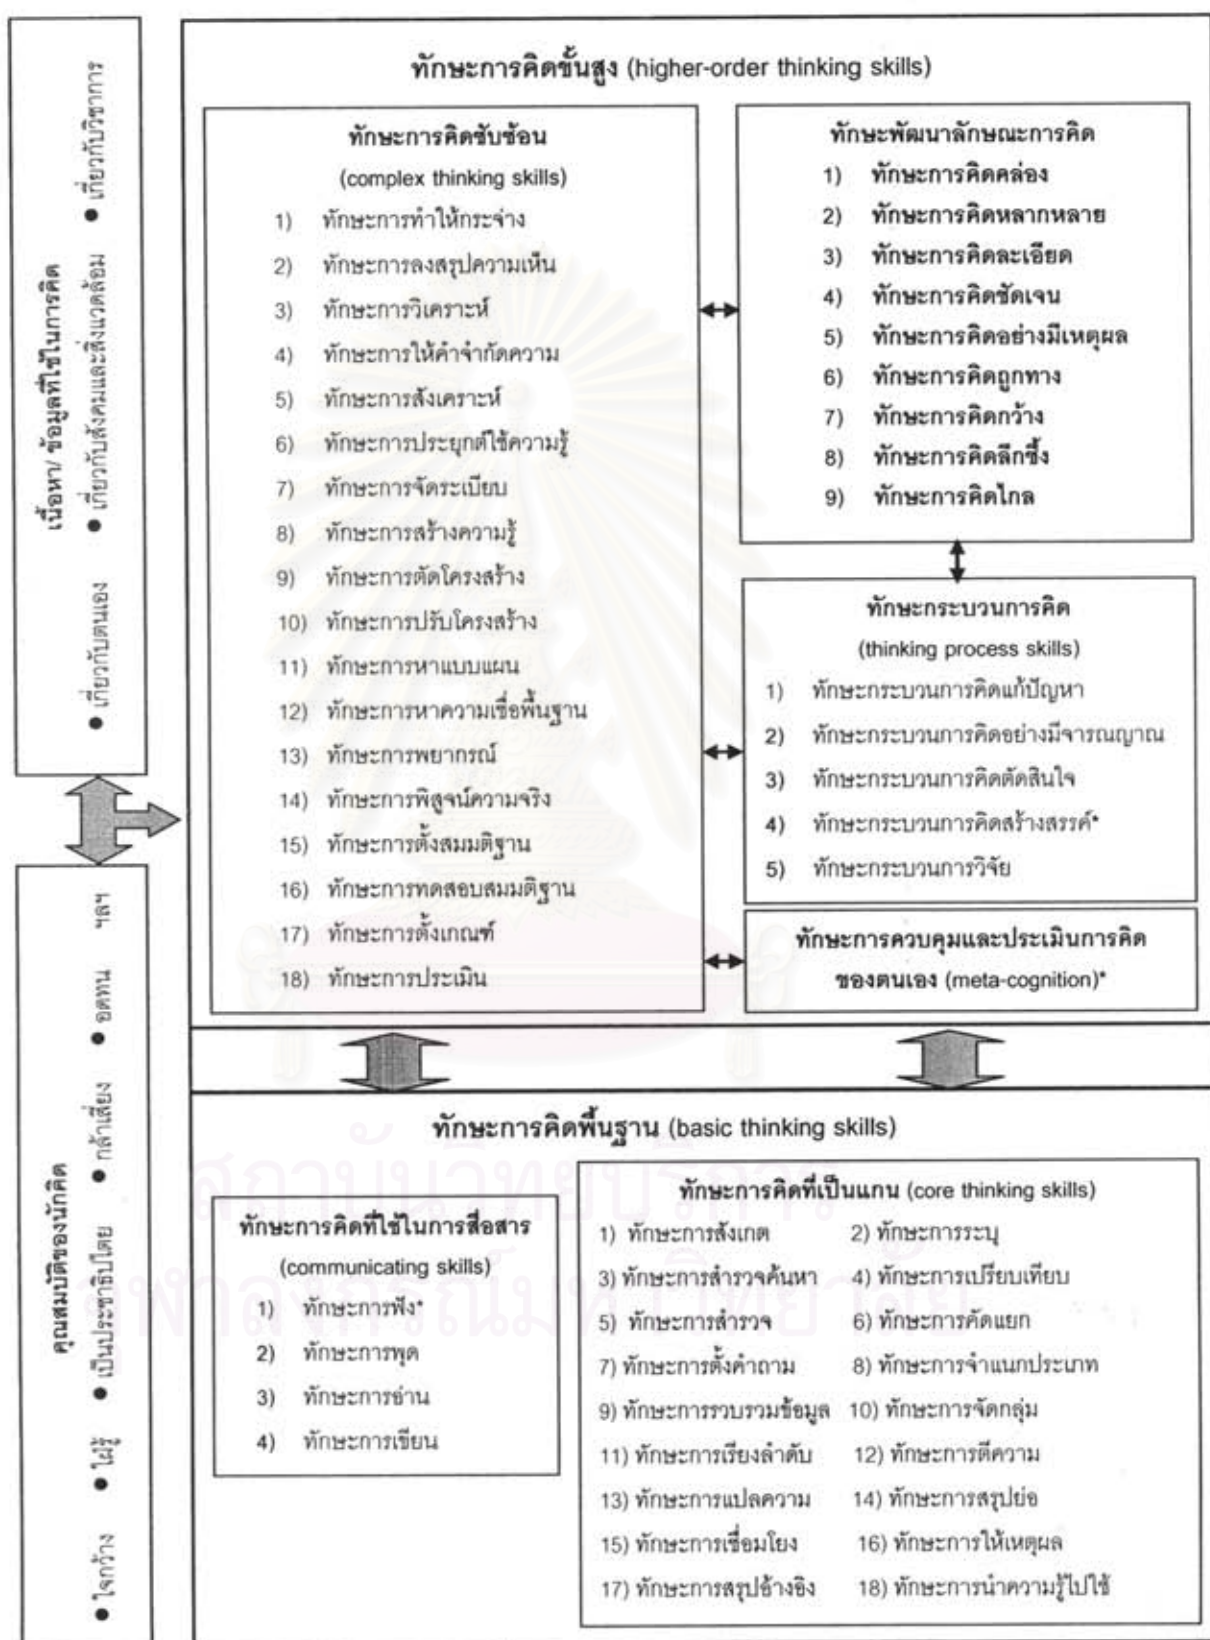 เนื้อหา/ ข้อมูลที่ใช้ในการคิด
● เกี่ยวกับตนเอง ● เกี่ยวกับสังคมและสิ่งแวดล้อม ● เกี่ยวกับวิชาการ
คุณสมบัติของนักคิด
● ใจกว้าง ● ใฝ่รู้ ● เป็นประชาธิปไตย ● กล้าเสี่ยง ● อดทน ฯลฯ
ทักษะการคิดขั้นสูง (higher-order thinking skills)
ทักษะการคิดซับซ้อน
(complex thinking skills)
1) ทักษะการทำให้กระจ่าง
2) ทักษะการลงสรุปความเห็น
3) ทักษะการวิเคราะห์
4) ทักษะการให้คำจำกัดความ
5) ทักษะการสังเคราะห์
6) ทักษะการประยุกต์ใช้ความรู้
7) ทักษะการจัดระเบียบ
8) ทักษะการสร้างความรู้
9) ทักษะการตัดโครงสร้าง
10) ทักษะการปรับโครงสร้าง
11) ทักษะการหาแบบแผน
12) ทักษะการหาความเชื่อพื้นฐาน
13) ทักษะการพยากรณ์
14) ทักษะการพิสูจน์ความจริง
15) ทักษะการตั้งสมมติฐาน
16) ทักษะการทดสอบสมมติฐาน
17) ทักษะการตั้งเกณฑ์
18) ทักษะการประเมิน
ทักษะพัฒนาลักษณะการคิด
1) ทักษะการคิดคล่อง
2) ทักษะการคิดหลากหลาย
3) ทักษะการคิดละเอียด
4) ทักษะการคิดชัดเจน
5) ทักษะการคิดอย่างมีเหตุผล
6) ทักษะการคิดถูกทาง
7) ทักษะการคิดกว้าง
8) ทักษะการคิดลึกซึ้ง
9) ทักษะการคิดไกล
ทักษะกระบวนการคิด
(thinking process skills)
1) ทักษะกระบวนการคิดแก้ปัญหา
2) ทักษะกระบวนการคิดอย่างมีจารณญาณ
3) ทักษะกระบวนการคิดตัดสินใจ
4) ทักษะกระบวนการคิดสร้างสรรค์*
5) ทักษะกระบวนการวิจัย
ทักษะการควบคุมและประเมินการคิด
ของตนเอง (meta-cognition)*
ทักษะการคิดพื้นฐาน (basic thinking skills)
ทักษะการคิดที่ใช้ในการสื่อสาร
(communicating skills)
1) ทักษะการฟัง*
2) ทักษะการพูด
3) ทักษะการอ่าน
4) ทักษะการเขียน
ทักษะการคิดที่เป็นแกน (core thinking skills)
1) ทักษะการสังเกต 2) ทักษะการระบุ
3) ทักษะการสำรวจค้นหา 4) ทักษะการเปรียบเทียบ
5) ทักษะการสำรวจ 6) ทักษะการคัดแยก
7) ทักษะการตั้งคำถาม 8) ทักษะการจำแนกประเภท
9) ทักษะการรวบรวมข้อมูล 10) ทักษะการจัดกลุ่ม
11) ทักษะการเรียงลำดับ 12) ทักษะการตีความ
13) ทักษะการแปลความ 14) ทักษะการสรุปย่อ
15) ทักษะการเชื่อมโยง 16) ทักษะการให้เหตุผล
17) ทักษะการสรุปอ้างอิง 18) ทักษะการนำความรู้ไปใช้
สถาบันวิทยบริการ
จุฬาลงกรณ์มหาวิทยาลัย